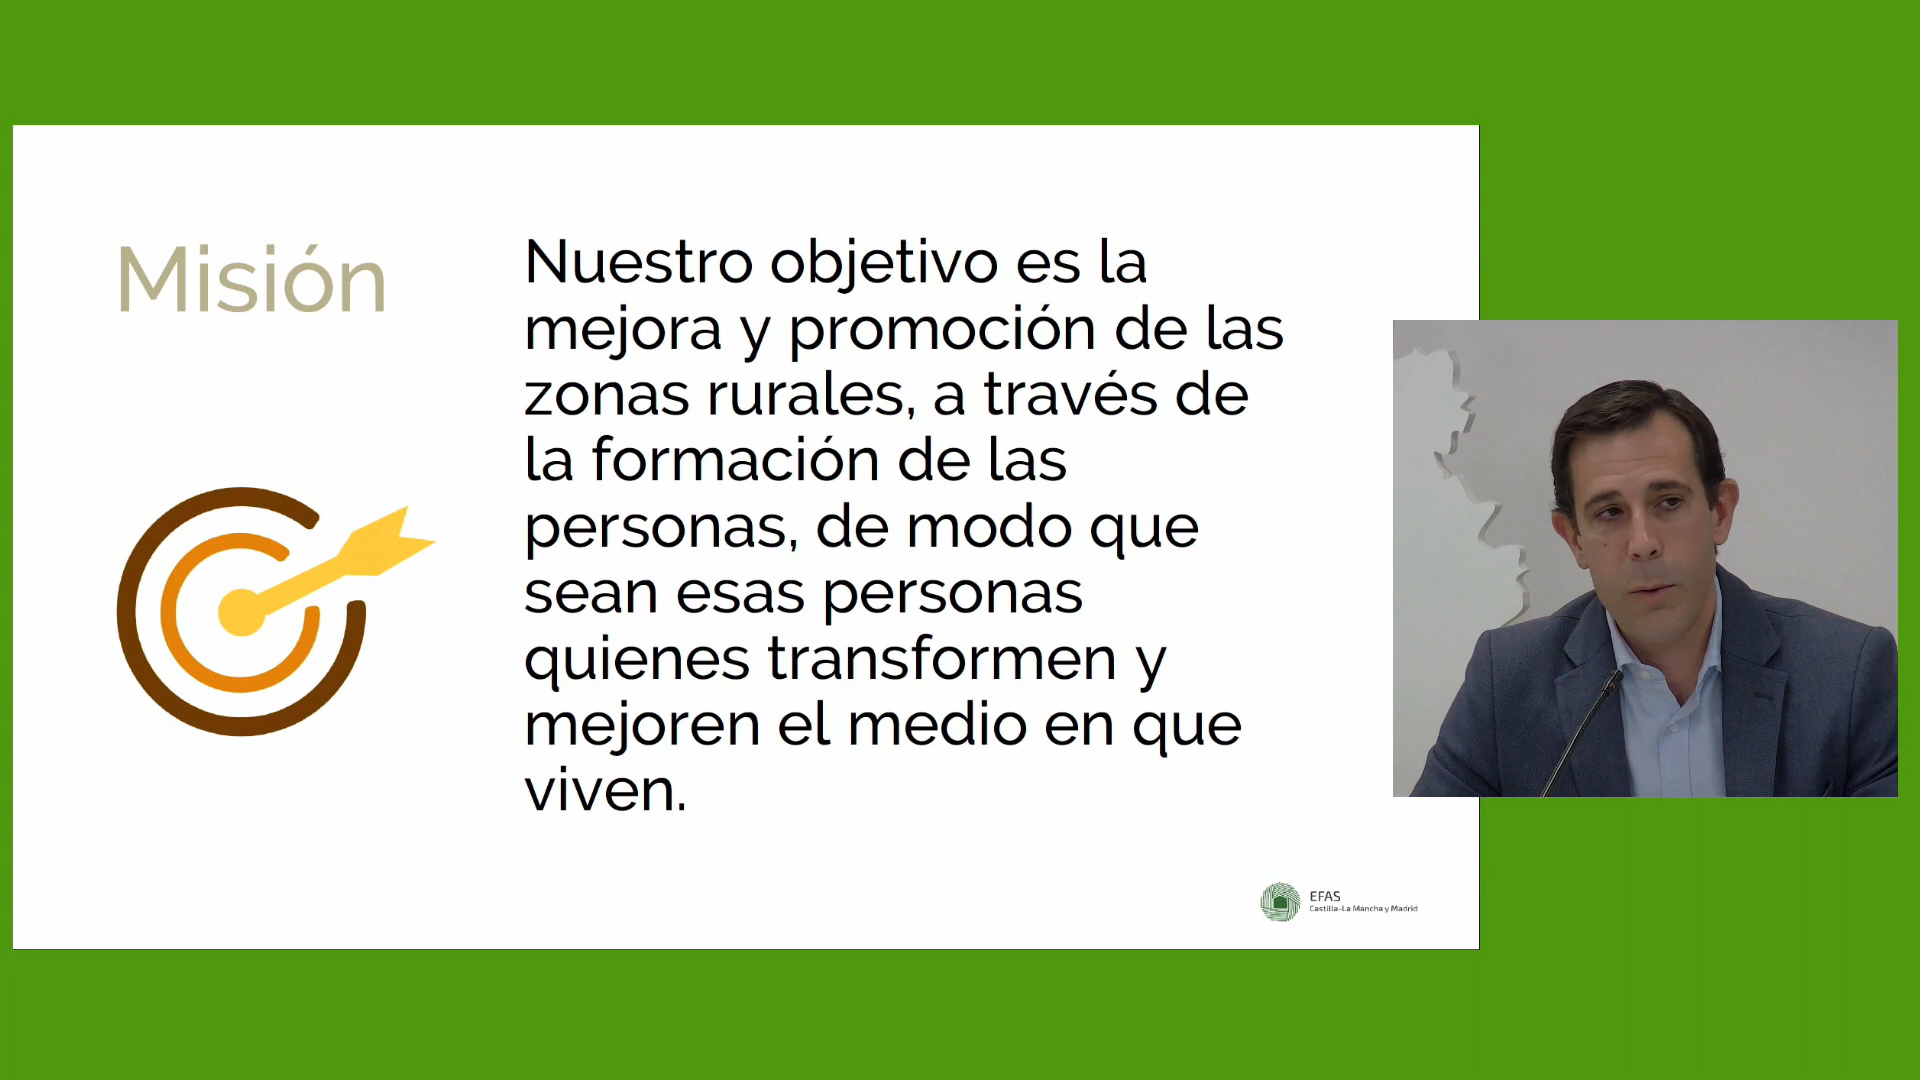 Misión
Nuestro objetivo es la
mejora y promoción de las
zonas rurales, a través de
la formación de las
personas, de modo que
sean esas personas
quienes transformen y
mejoren el medio en que
viven.
EFAS
Castilla-La Mancha y Madrid